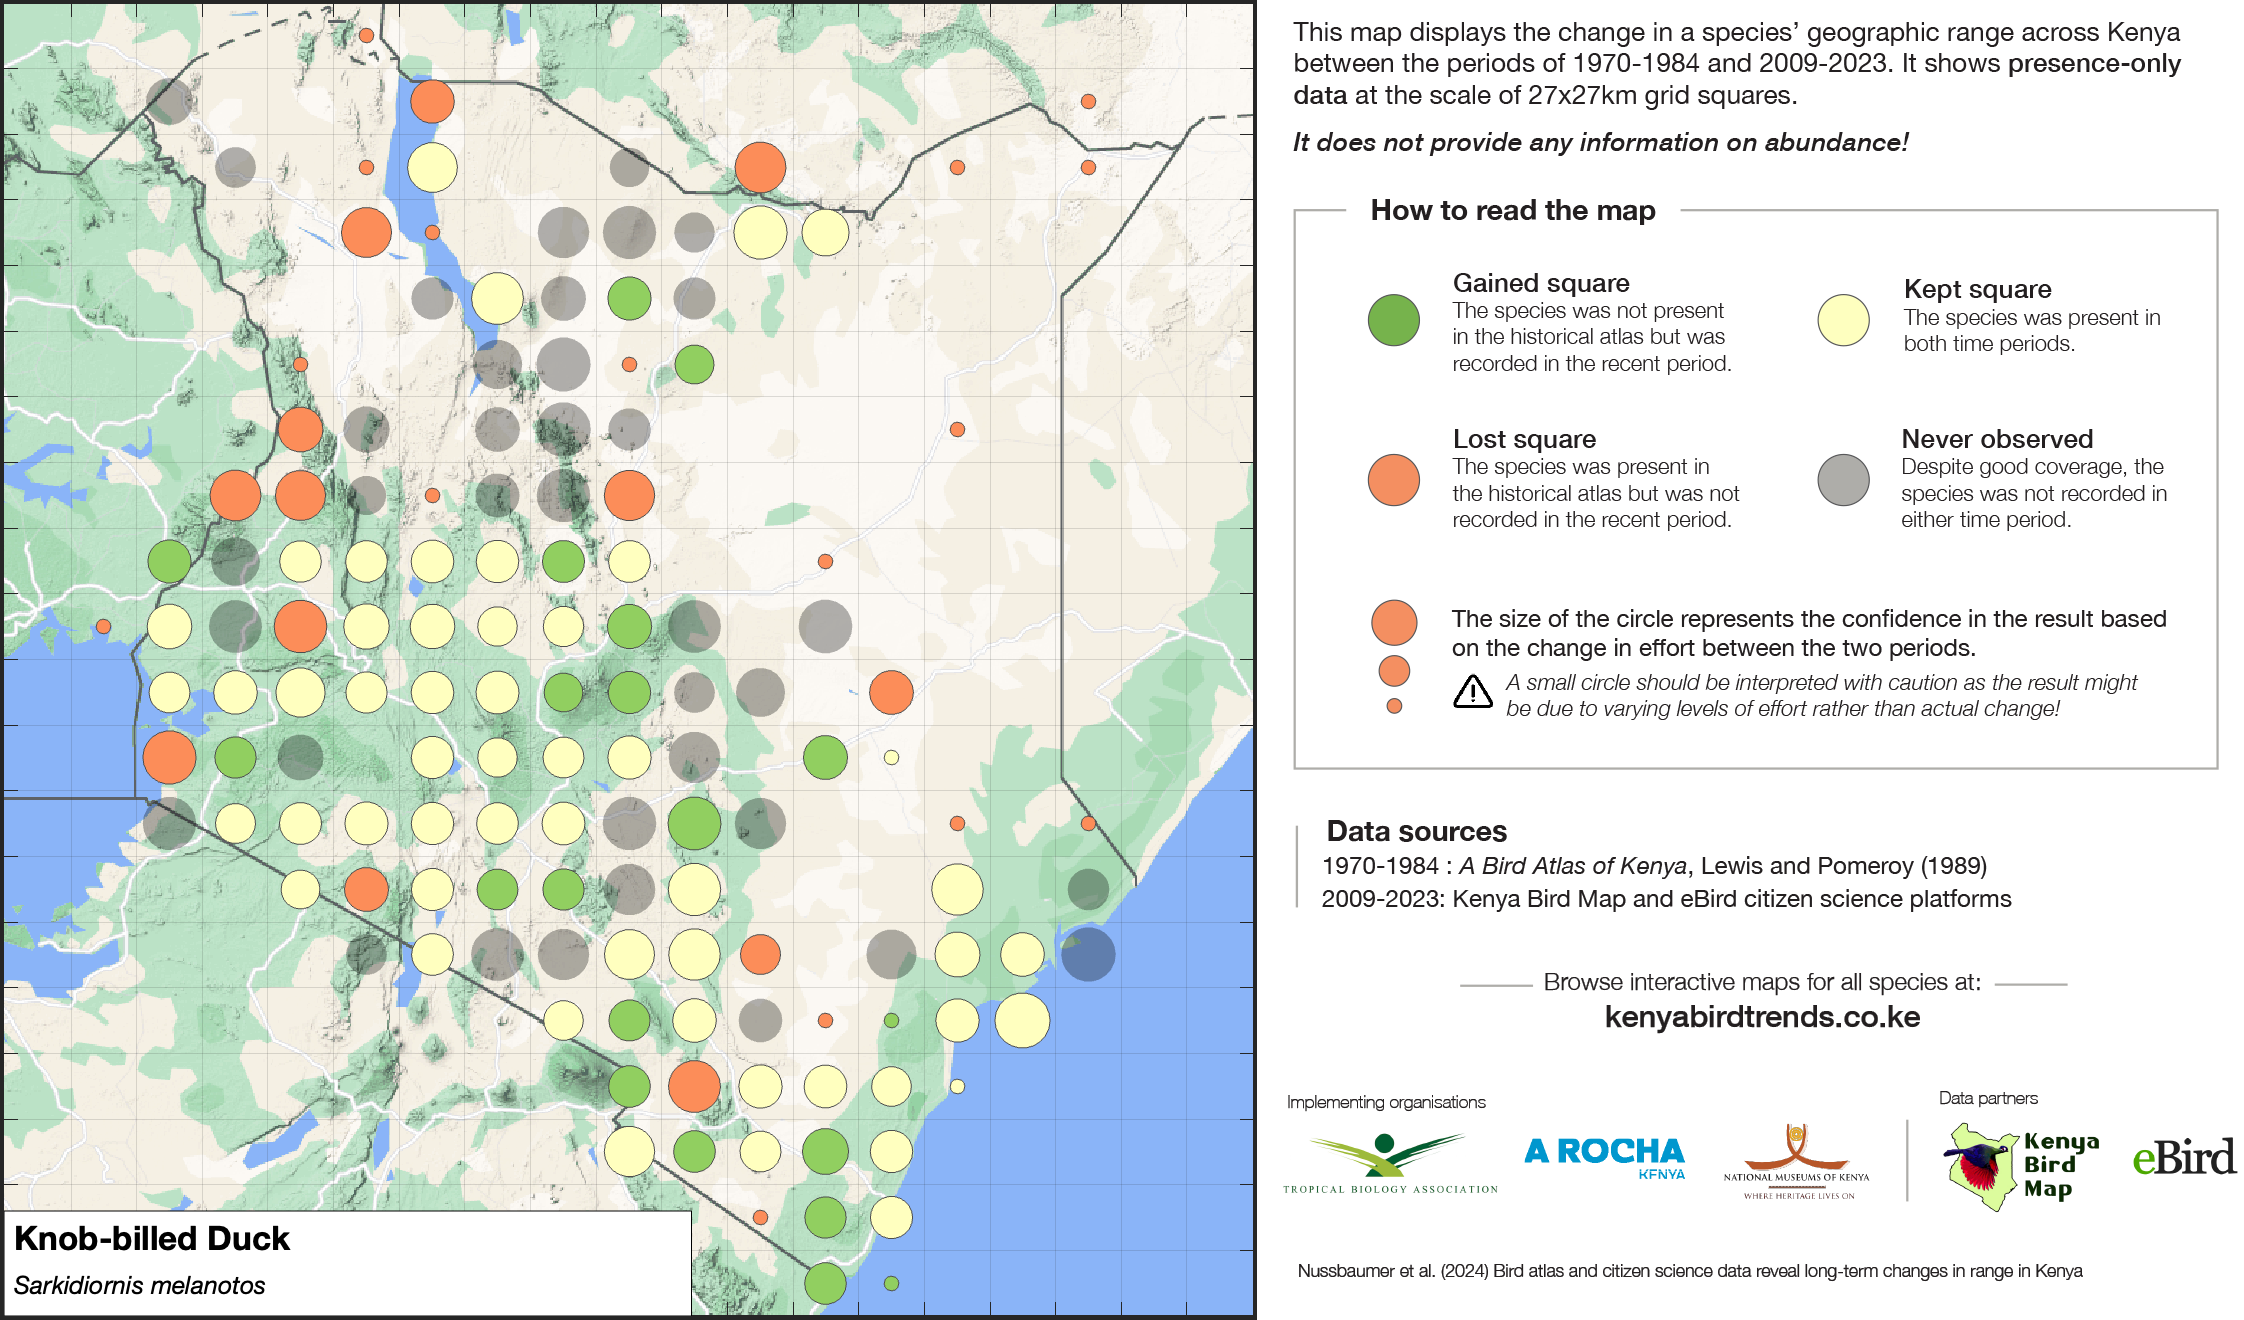 This map displays the change in a species’ geographic range across Kenya
between the periods of 1970-1984 and 2009-2023. It shows presence-only
data at the scale of 27x27km grid squares.
It does not provide any information on abundance!
How to read the map
Gained square
The species was not present
in the historical atlas but was
recorded in the recent period.
Kept square
The species was present in
both time periods.
Lost square
The species was present in
the historical atlas but was not
recorded in the recent period.
Never observed
Despite good coverage, the
species was not recorded in
either time period.
The size of the circle represents the confidence in the result based
on the change in effort between the two periods.
A small circle should be interpreted with caution as the result might
be due to varying levels of effort rather than actual change!
Data sources
1970-1984 : A Bird Atlas of Kenya, Lewis and Pomeroy (1989)
2009-2023: Kenya Bird Map and eBird citizen science platforms
Browse interactive maps for all species at:
kenyabirdtrends.co.ke
Implementing organisations
Data partners
TROPICAL BIOLOGY ASSOCIATION
A ROCHA
KENYA
NATIONAL MUSEUMS OF KENYA
WHERE HERITAGE LIVES ON
Kenya
Bird
Map
eBird
Nussbaumer et al. (2024) Bird atlas and citizen science data reveal long-term changes in range in Kenya
Knob-billed Duck
Sarkidiornis melanotos